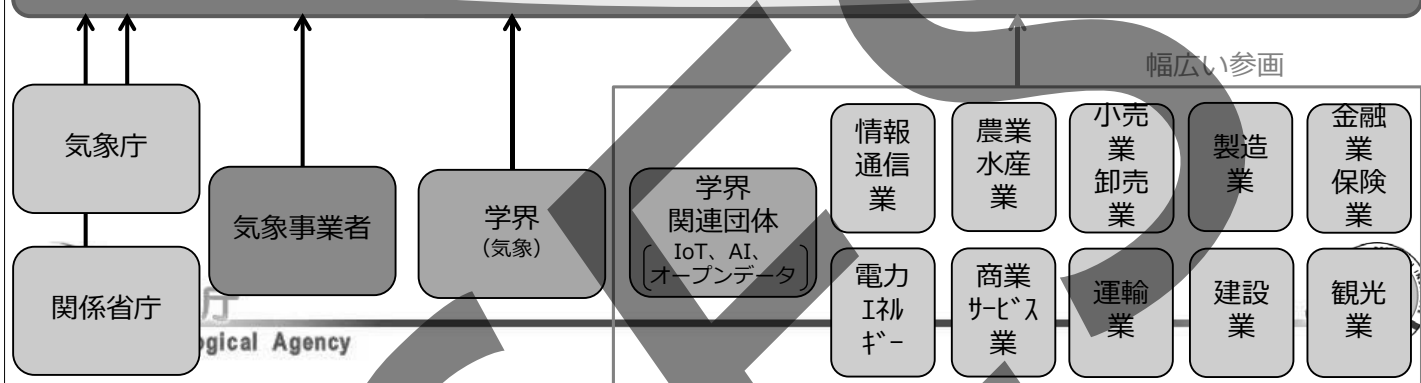 幅広い参画
気象庁
関係省庁
気象事業者
学界
（気象）
学界
関連団体
IoT、AI、
オープンデータ
情報
通信
業
農業
水産
業
小売
業
卸売
業
製造
業
金融
業
保険
業
電力
ｴﾈﾙ
ｷﾞｰ
商業
ｻｰﾋﾞｽ
業
運輸
業
建設
業
観光
業
庁
ogical Agency